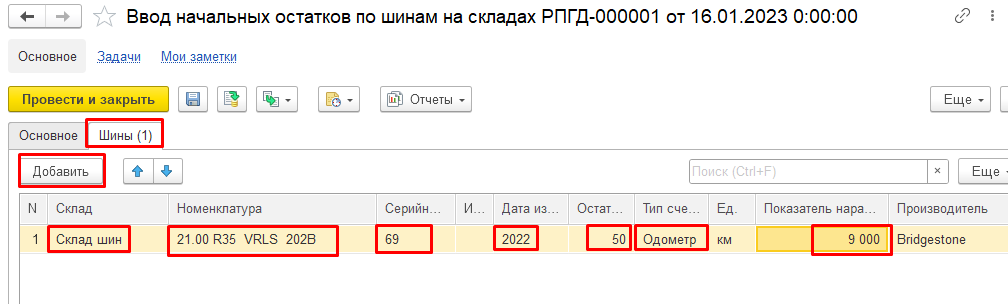 Ввод начальных остатков по шинам на складах РПГД-000001 от 16.01.2023 0:00:00
Основное Задачи Мои заметки
Провести и закрыть Отчеты Еще
Основное Шины (1)
Добавить Поиск (Ctrl+F) × Еще
N Склад Номенклатура Серийн... И... Дата из... Остат... Тип сче... Ед. Показатель нара... Производитель
1 Склад шин 21.00 R35 VRLS 202B 69 2022 50 Одометр км 9 000 Bridgestone